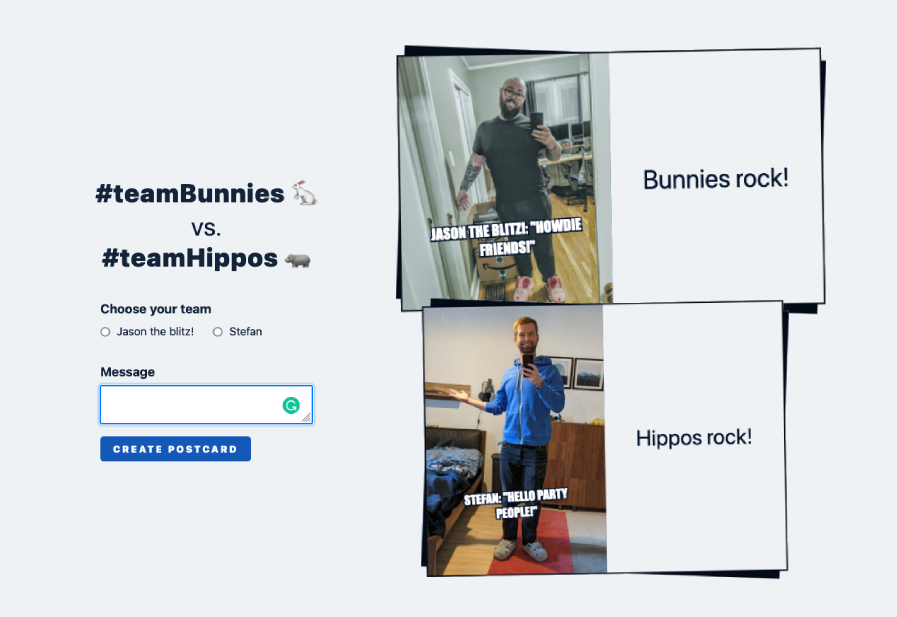 #teamBunnies
vs.
#teamHippos
Choose your team
Jason the blitz!
Stefan
Message
CREATE POSTCARD
JASON THE BLITZ!: "HOWDIE
FRIENDS!"
Bunnies rock!
STEFAN: "HELLO PARTY
PEOPLE!"
Hippos rock!